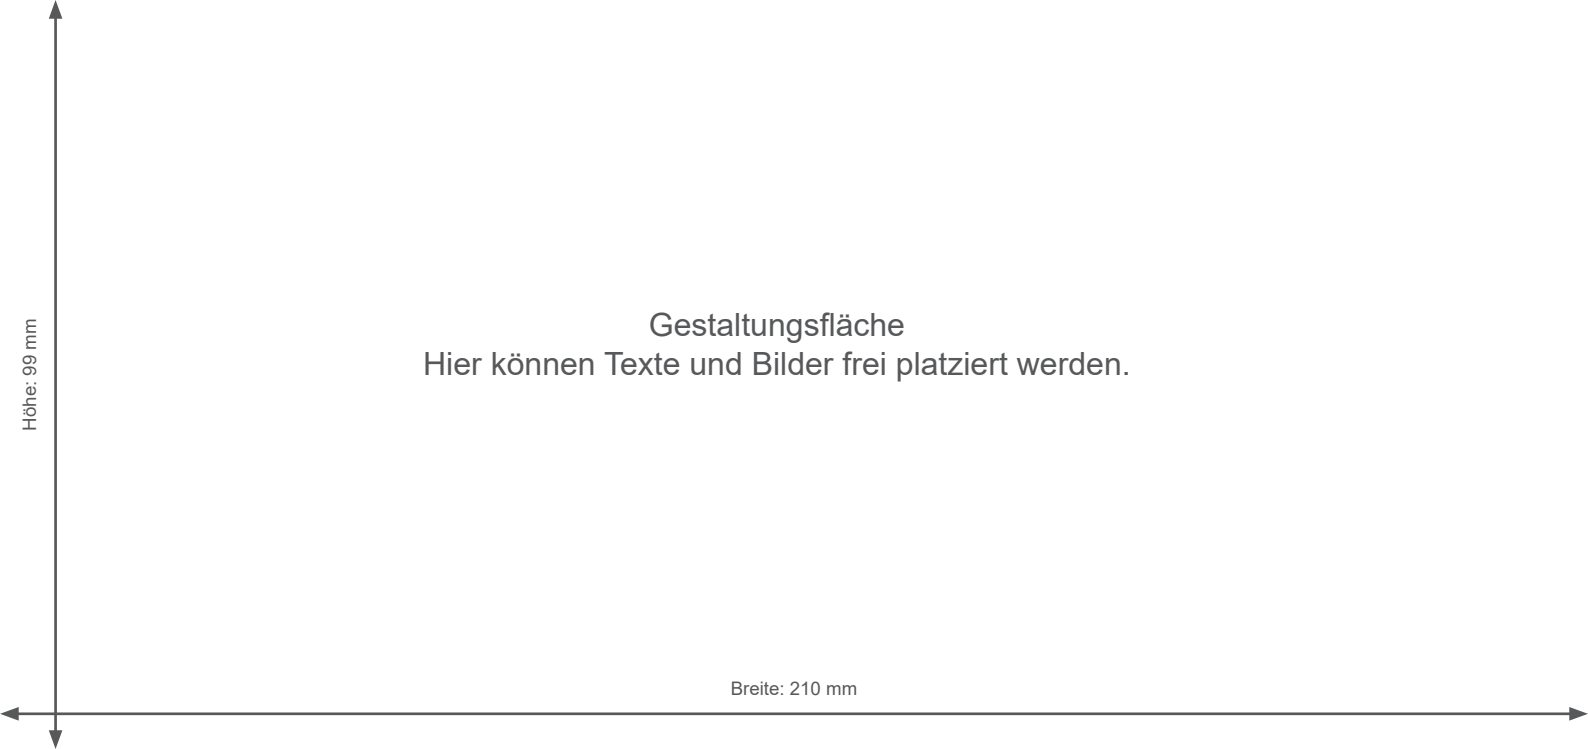 Gestaltungsfläche
Hier können Texte und Bilder frei platziert werden.
Höhe: 99 mm
Breite: 210 mm